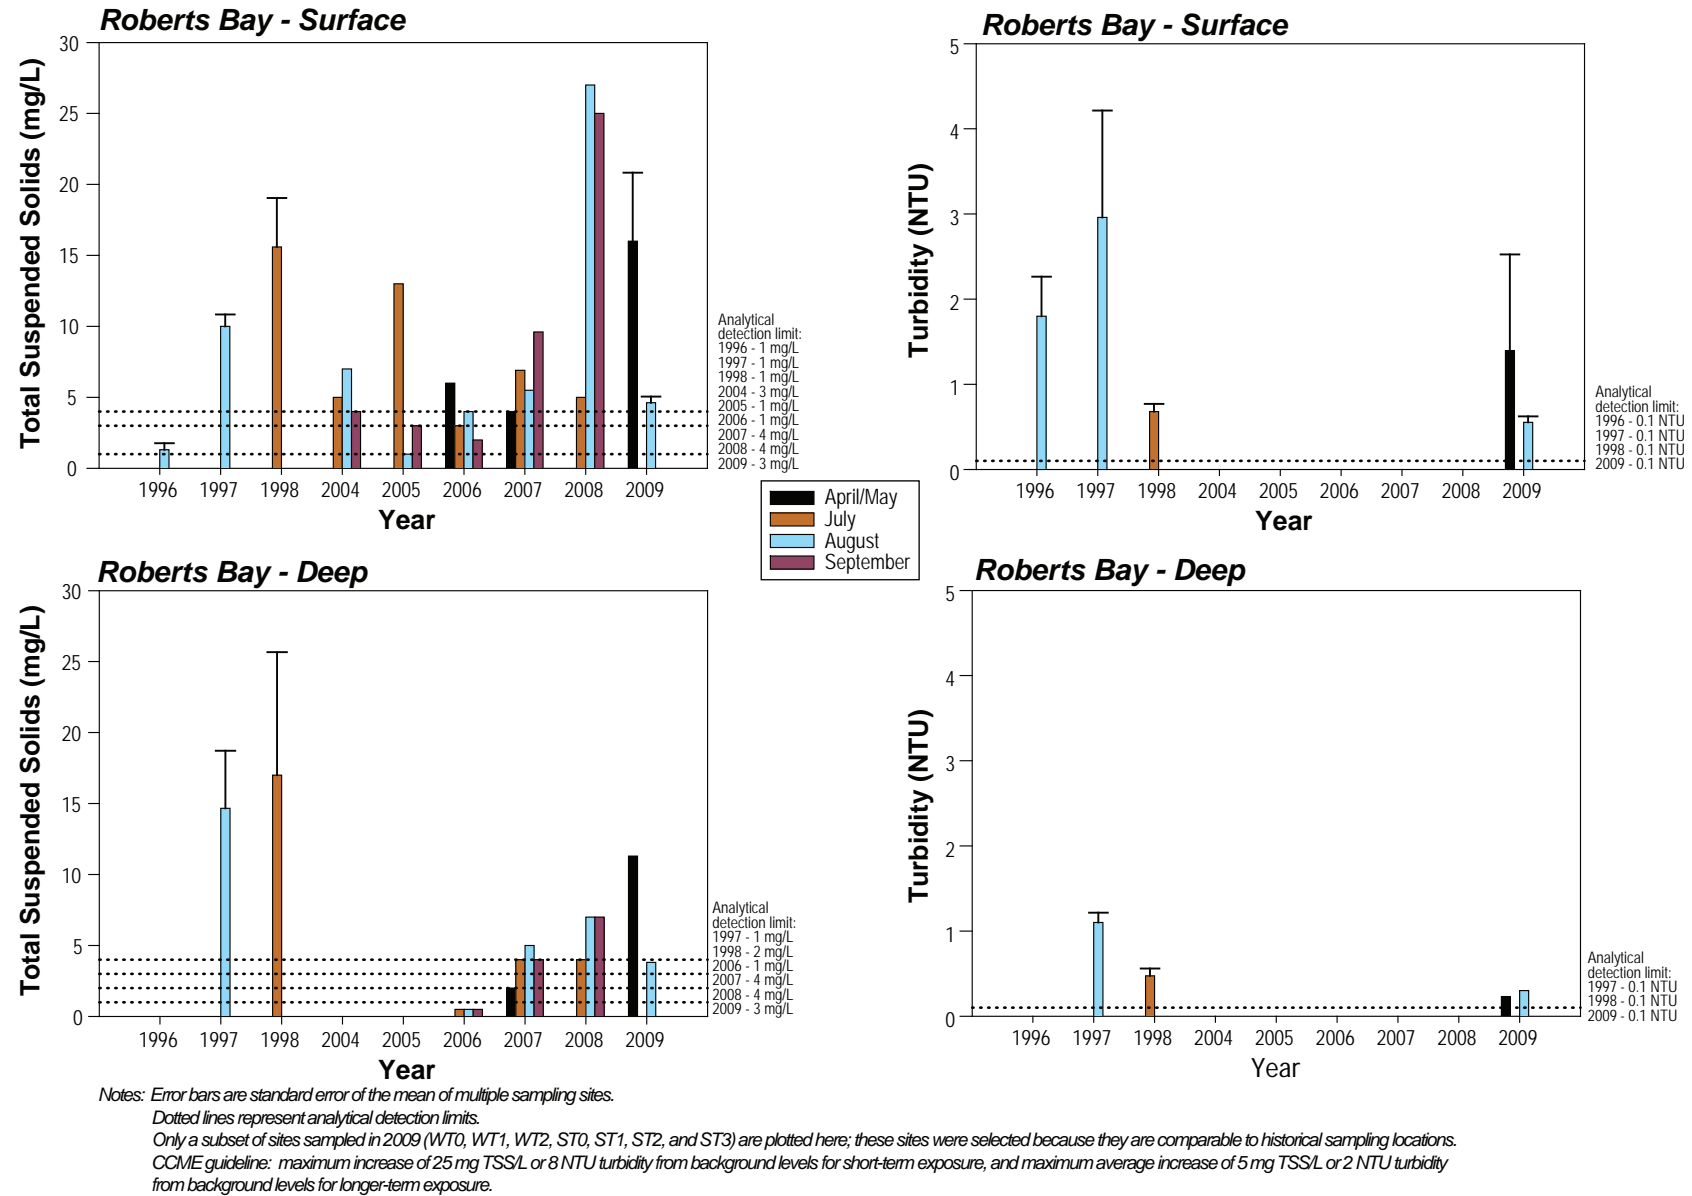 Roberts Bay - Surface
Total Suspended Solids (mg/L)
30
25
20
15
10
5
0
1996
1997
1998
2004
2005
2006
2007
2008
2009
Year
Analytical
detection limit:
1996 - 1 mg/L
1997 - 1 mg/L
1998 - 1 mg/L
2004 - 3 mg/L
2005 - 1 mg/L
2006 - 1 mg/L
2007 - 4 mg/L
2008 - 4 mg/L
2009 - 3 mg/L
Roberts Bay - Surface
Turbidity (NTU)
5
4
3
2
1
0
1996
1997
1998
2004
2005
2006
2007
2008
2009
Year
Analytical
detection limit:
1996 - 0.1 NTU
1997 - 0.1 NTU
1998 - 0.1 NTU
2009 - 0.1 NTU
April/May
July
August
September
Roberts Bay - Deep
Total Suspended Solids (mg/L)
30
25
20
15
10
5
0
1996
1997
1998
2004
2005
2006
2007
2008
2009
Year
Analytical
detection limit:
1997 - 1 mg/L
1998 - 2 mg/L
2006 - 1 mg/L
2007 - 4 mg/L
2008 - 4 mg/L
2009 - 3 mg/L
Roberts Bay - Deep
Turbidity (NTU)
5
4
3
2
1
0
1996
1997
1998
2004
2005
2006
2007
2008
2009
Year
Analytical
detection limit:
1997 - 0.1 NTU
1998 - 0.1 NTU
2009 - 0.1 NTU
Notes: Error bars are standard error of the mean of multiple sampling sites.
Dotted lines represent analytical detection limits.
Only a subset of sites sampled in 2009 (WT0, WT1, WT2, ST0, ST1, ST2, and ST3) are plotted here; these sites were selected because they are comparable to historical sampling locations.
CCME guideline: maximum increase of 25 mg TSS/L or 8 NTU turbidity from background levels for short-term exposure, and maximum average increase of 5 mg TSS/L or 2 NTU turbidity
from background levels for longer-term exposure.